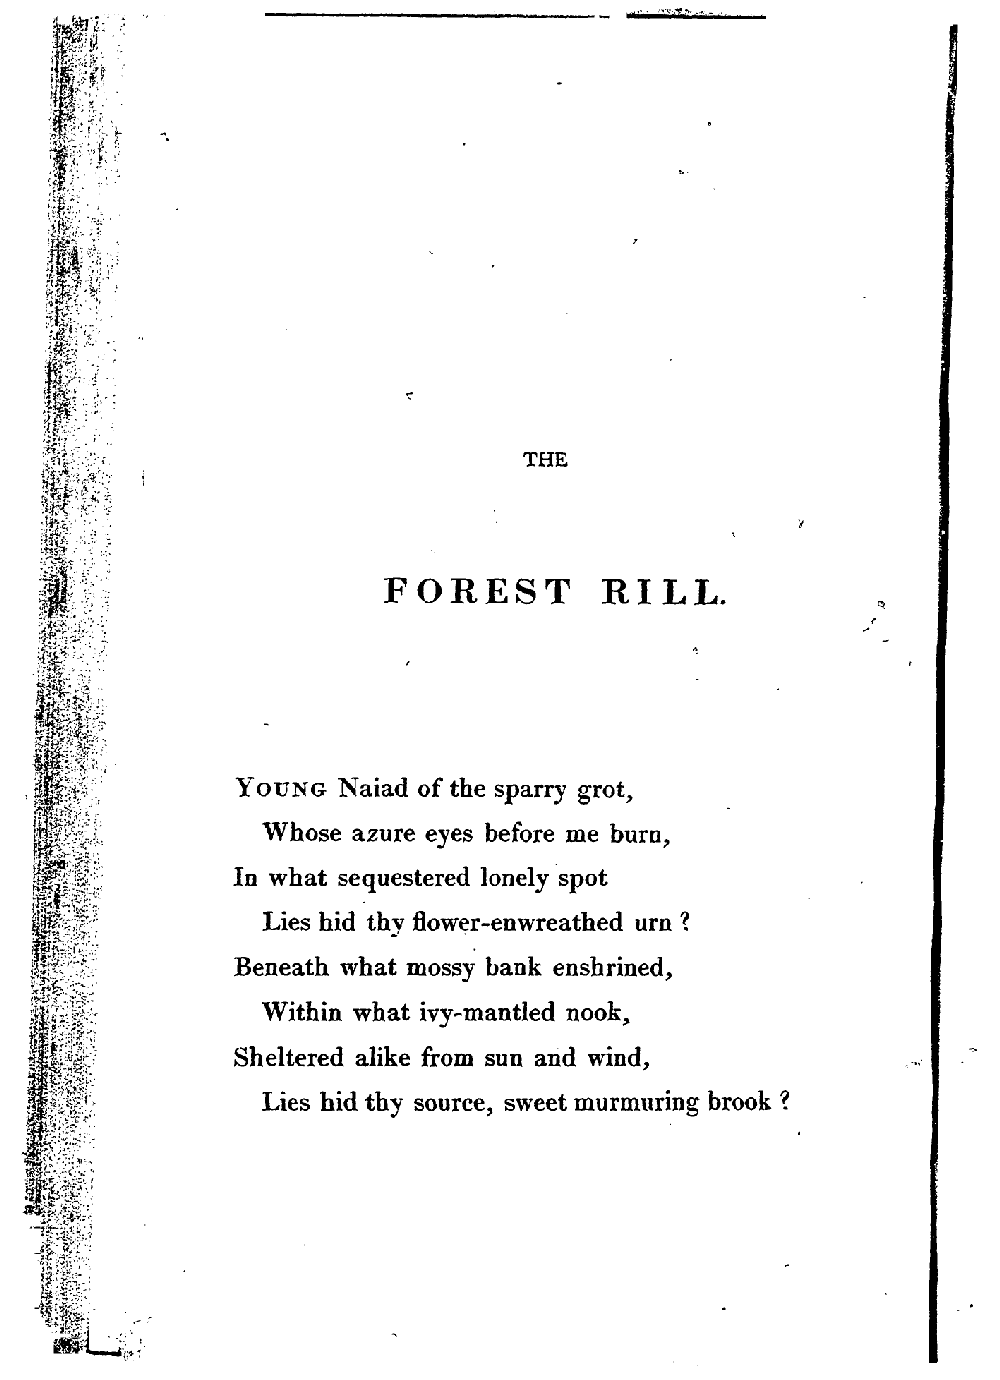 THE
FOREST RILL.
YOUNG Naiad of the sparry grot,
Whose azure eyes before me burn,
In what sequestered lonely spot
Lies hid thy flower-enwreathed urn ?
Beneath what mossy bank enshrined,
Within what ivy-mantled nook,
Sheltered alike from sun and wind,
Lies hid thy source, sweet murmuring brook ?